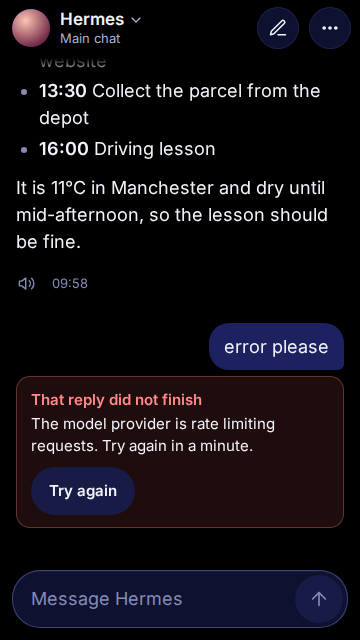 Hermes
Main chat
website
13:30 Collect the parcel from the
depot
16:00 Driving lesson
It is 11°C in Manchester and dry until
mid-afternoon, so the lesson should
be fine.
09:58
error please
That reply did not finish
The model provider is rate limiting
requests. Try again in a minute.
Try again
Message Hermes